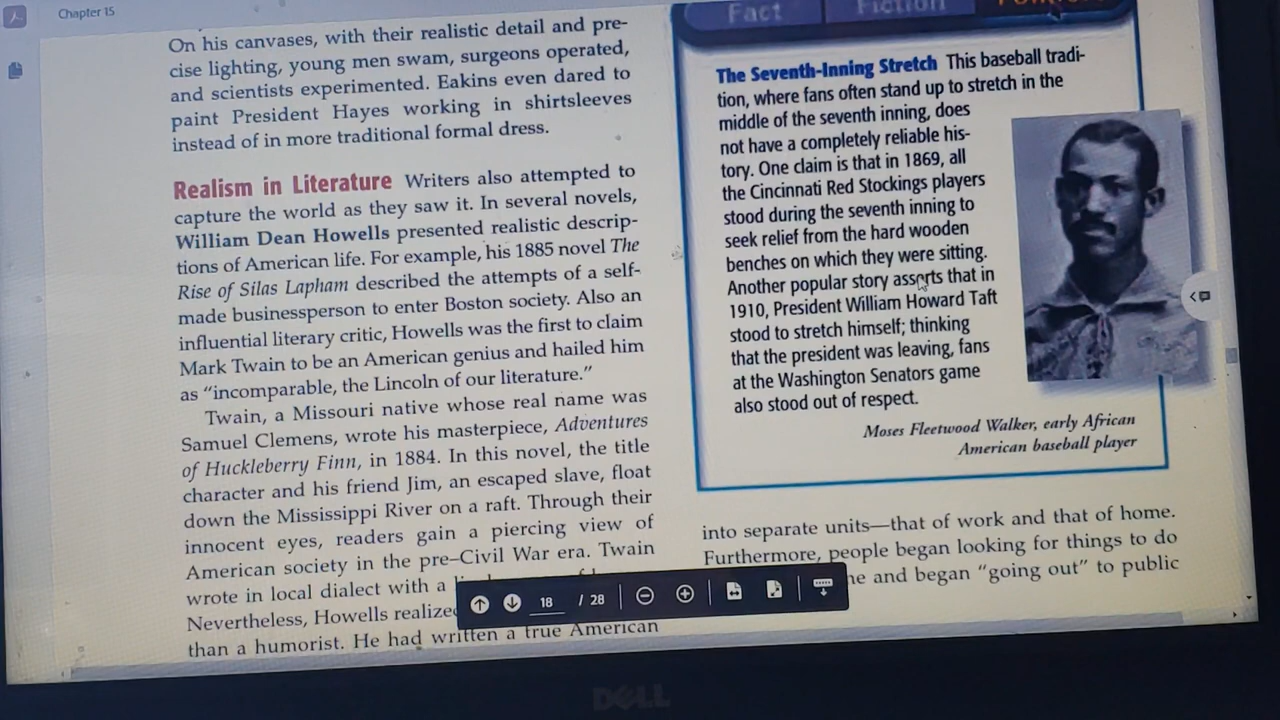 Chapter 15
On his canvases, with their realistic detail and pre-
cise lighting, young men swam, surgeons operated,
and scientists experimented. Eakins even dared to
paint President Hayes working in shirtsleeves
instead of in more traditional formal dress.
Realism in Literature Writers also attempted to
capture the world as they saw it. In several novels,
William Dean Howells presented realistic descrip-
tions of American life. For example, his 1885 novel The
Rise of Silas Lapham described the attempts of a self-
made businessperson to enter Boston society. Also an
influential literary critic, Howells was the first to claim
Mark Twain to be an American genius and hailed him
as “incomparable, the Lincoln of our literature.”
Twain, a Missouri native whose real name was
Samuel Clemens, wrote his masterpiece, Adventures
of Huckleberry Finn, in 1884. In this novel, the title
character and his friend Jim, an escaped slave, float
down the Mississippi River on a raft. Through their
innocent eyes, readers gain a piercing view of
American society in the pre–Civil War era. Twain
wrote in local dialect with a
Nevertheless, Howells realized
than a humorist. He had written a true American
Fact
Fiction
The Seventh-Inning Stretch This baseball tradi-
tion, where fans often stand up to stretch in the
middle of the seventh inning, does
not have a completely reliable his-
tory. One claim is that in 1869, all
the Cincinnati Red Stockings players
stood during the seventh inning to
seek relief from the hard wooden
benches on which they were sitting.
Another popular story asserts that in
1910, President William Howard Taft
stood to stretch himself; thinking
that the president was leaving, fans
at the Washington Senators game
also stood out of respect.
Moses Fleetwood Walker, early African
American baseball player
into separate units—that of work and that of home.
Furthermore, people began looking for things to do
and began “going out” to public
18 / 28
DELL